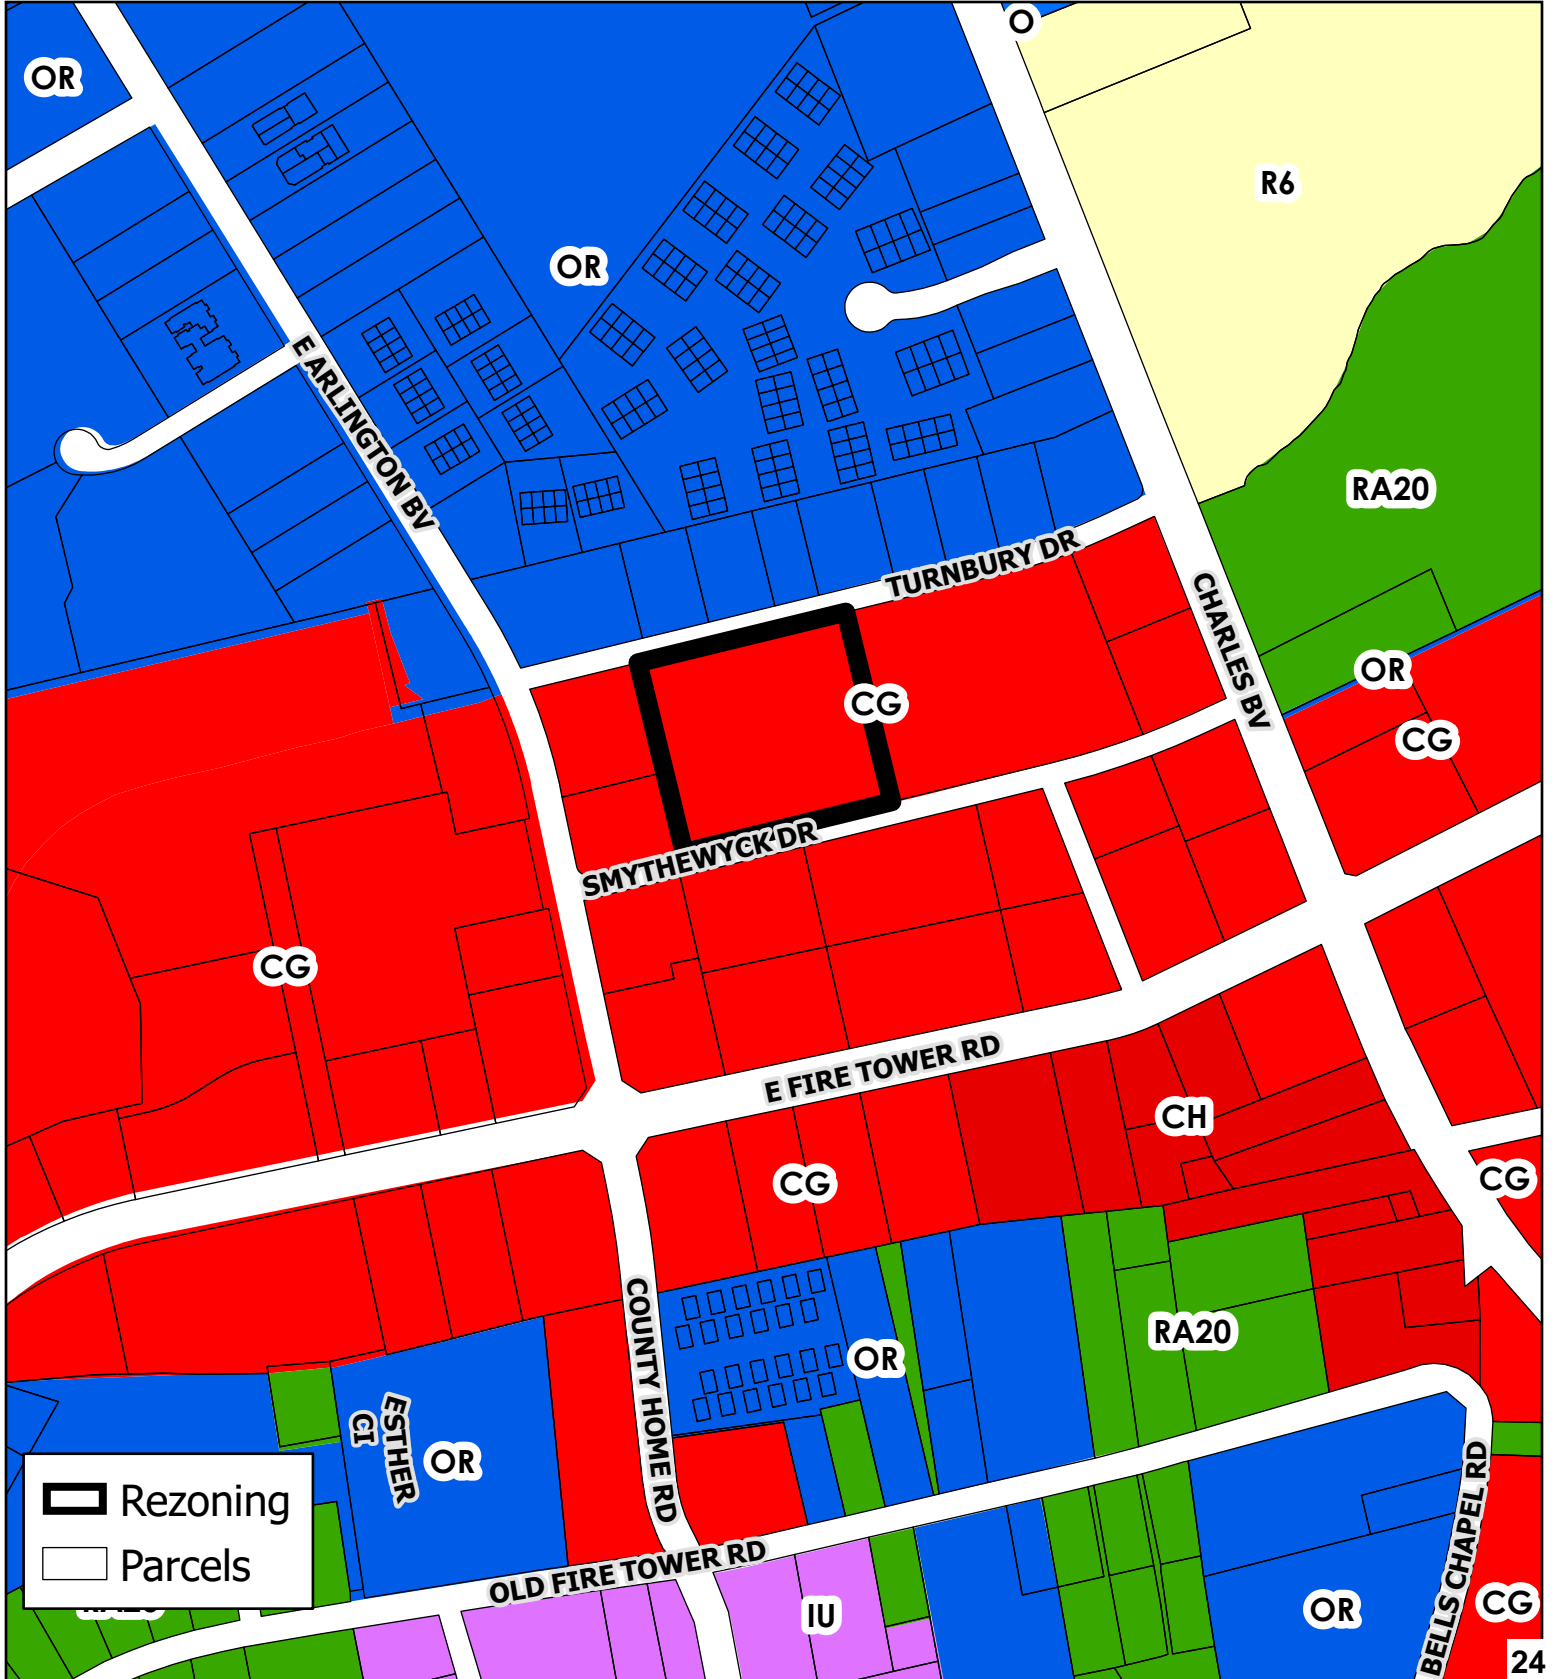 O
OR
R6
OR
E ARLINGTON BV
RA20
TURNBURY DR
CHARLES BV
OR
CG
CG
SMYTHEWYCK DR
CG
E FIRE TOWER RD
CH
CG
CG
COUNTY HOME RD
RA20
OR
ESTHER
CI
OR
BELLS CHAPEL RD
Rezoning
Parcels
OLD FIRE TOWER RD
IU
OR
CG
24